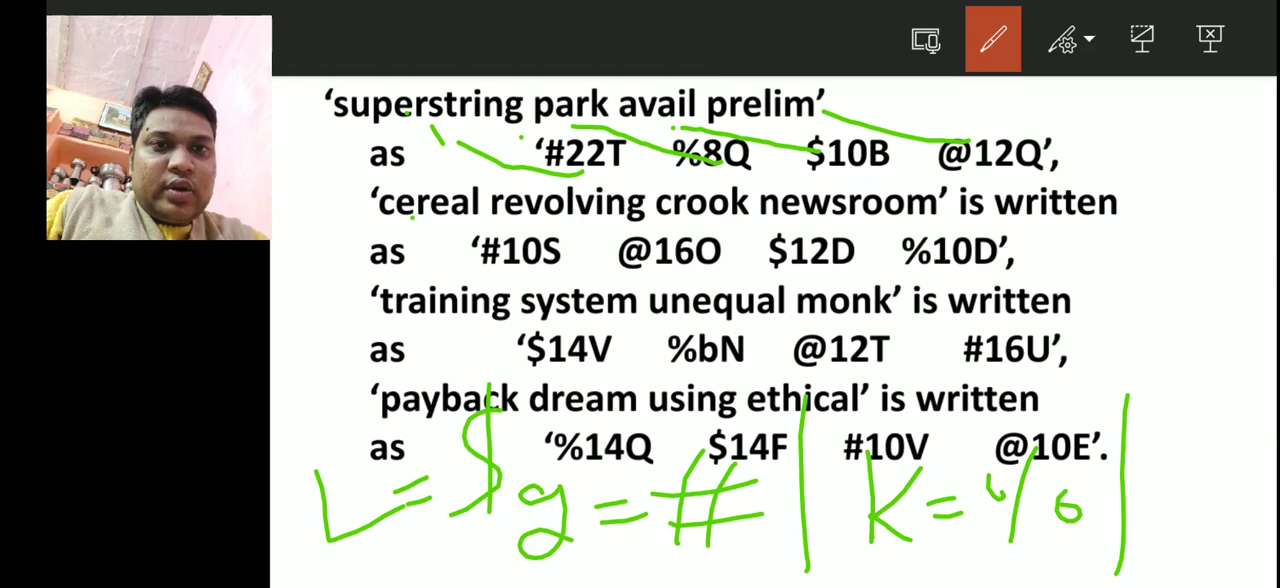 ‘superstring park avail prelim’
as ‘#22T %8Q $10B @12Q’,
‘cereal revolving crook newsroom’ is written
as ‘#10S @16O $12D %10D’,
‘training system unequal monk’ is written
as ‘$14V %bN @12T #16U’,
‘payback dream using ethical’ is written
as ‘%14Q $14F #10V @10E’.
L = $ g = # | K = % |